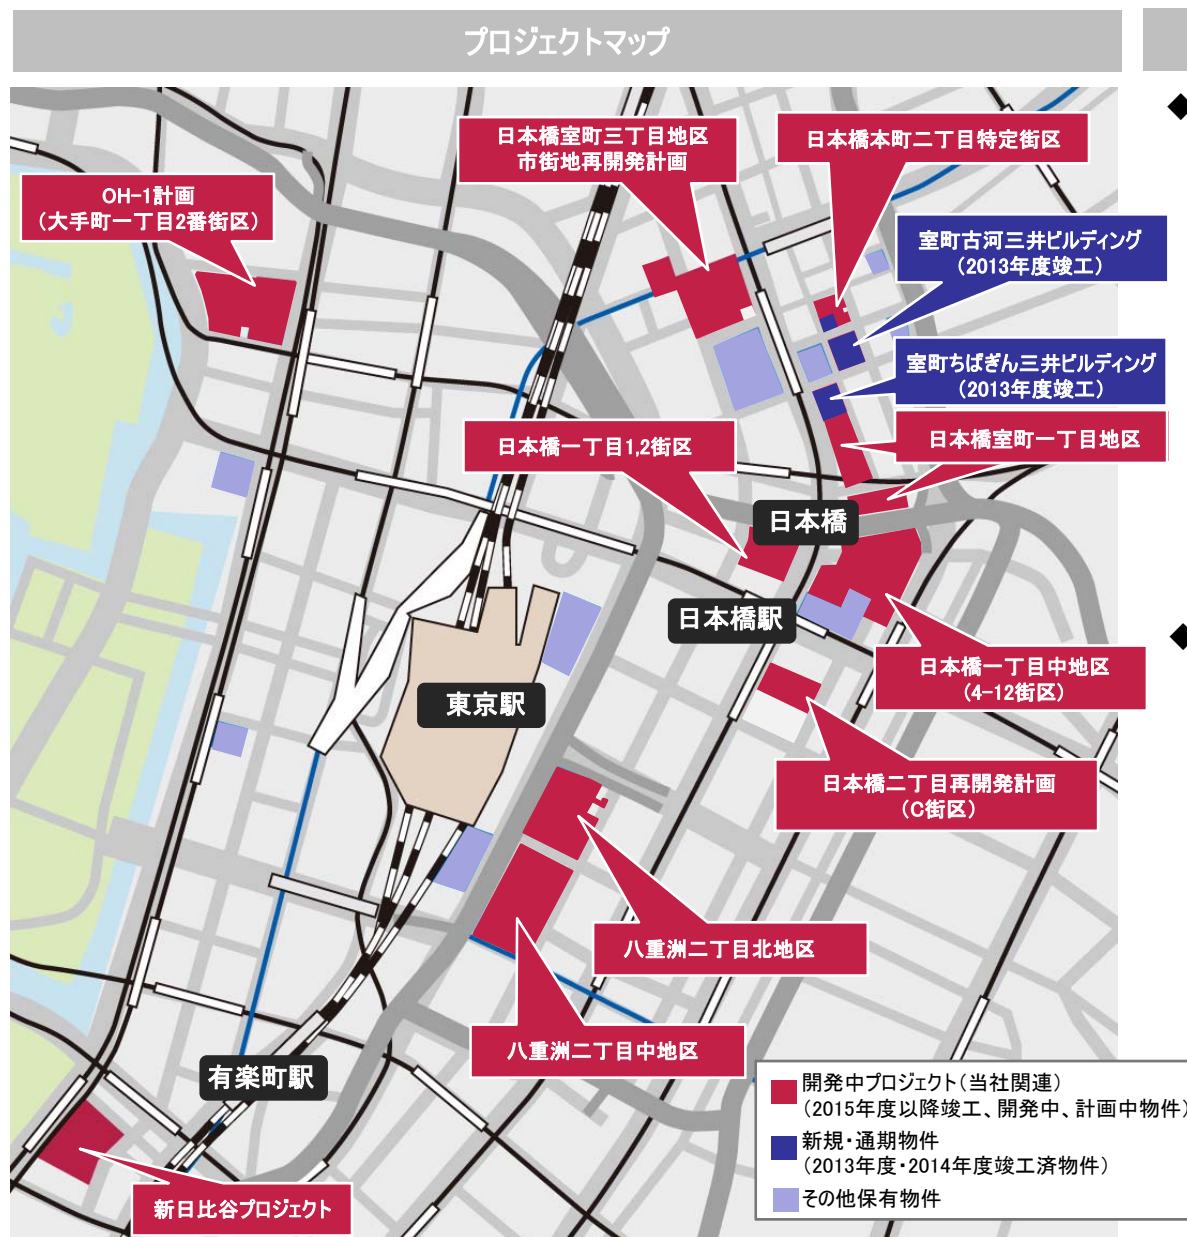 プロジェクトマップ
日本橋室町三丁目地区
市街地再開発計画
日本橋本町二丁目特定街区
OH-1計画
(大手町一丁目2番街区)
室町古河三井ビルディング
(2013年度竣工)
室町ちばぎん三井ビルディング
(2013年度竣工)
日本橋一丁目1,2街区
日本橋室町一丁目地区
日本橋
日本橋駅
日本橋一丁目中地区
(4-12街区)
東京駅
日本橋二丁目再開発計画
(C街区)
八重洲二丁目北地区
八重洲二丁目中地区
有楽町駅
新日比谷プロジェクト
開発中プロジェクト(当社関連)
(2015年度以降竣工、開発中、計画中物件)
新規・通期物件
(2013年度・2014年度竣工済物件)
その他保有物件